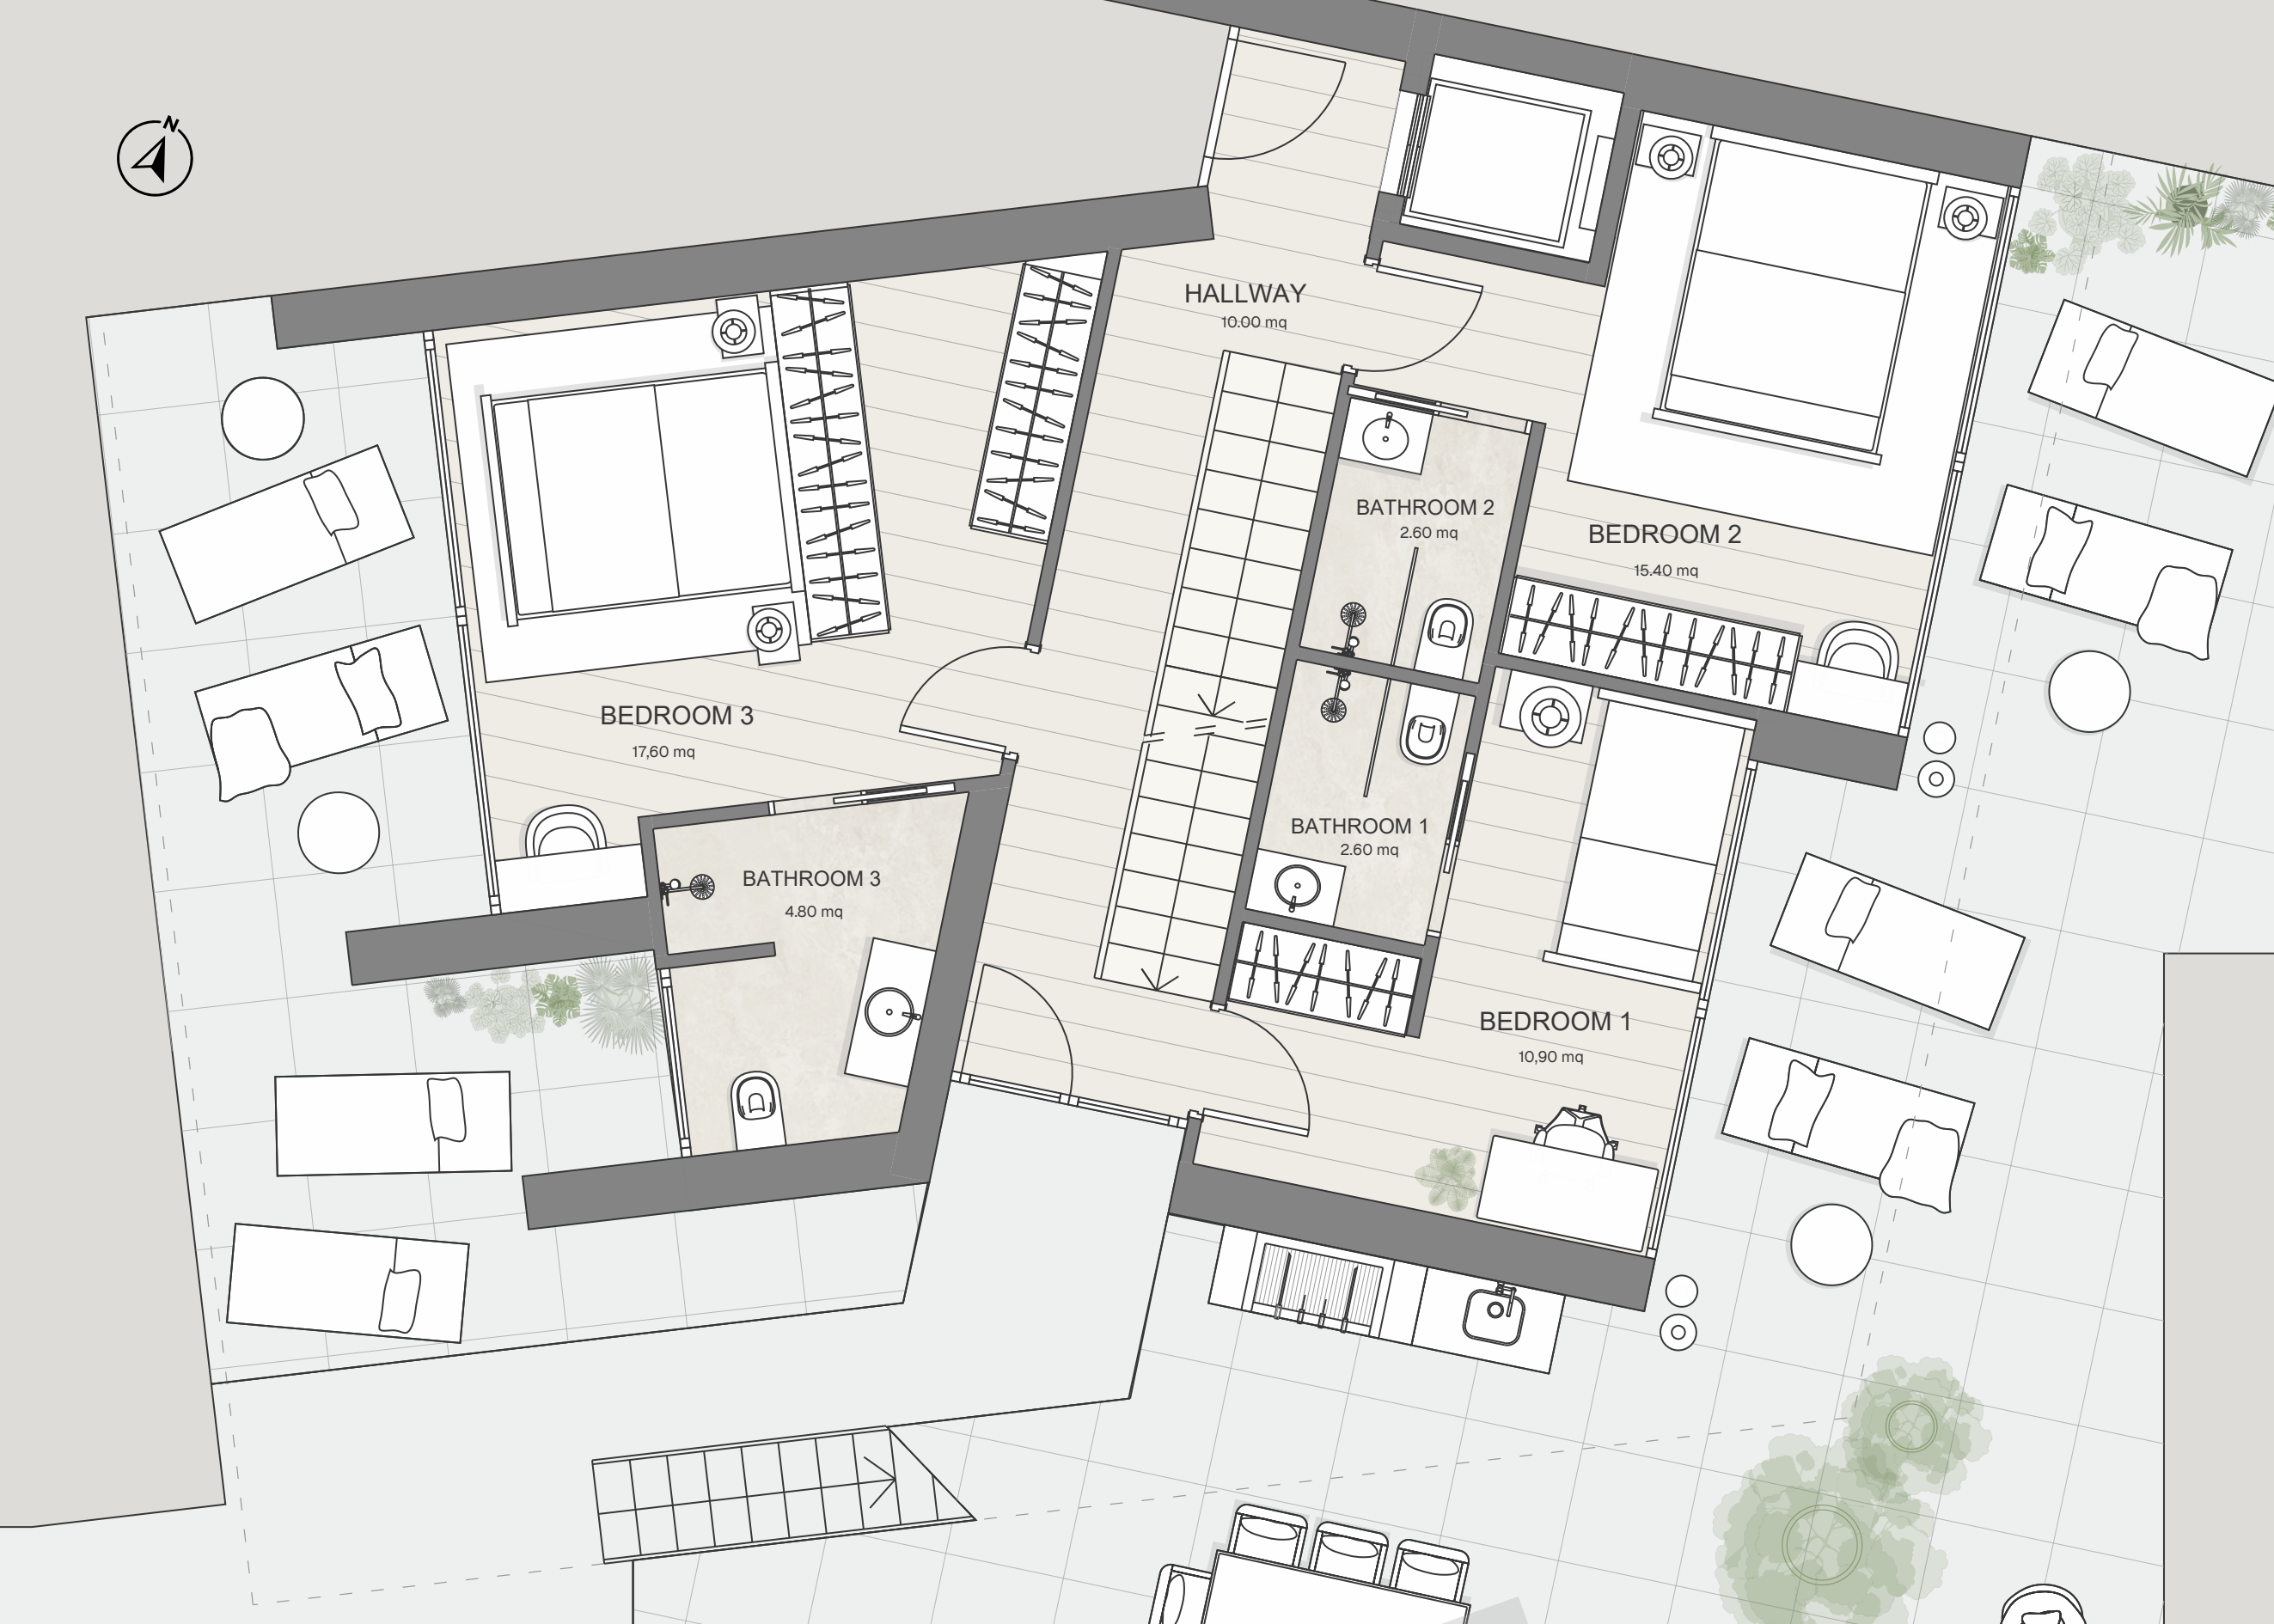 N
HALLWAY
10.00 mq
BATHROOM 2
2.60 mq
BEDROOM 2
15.40 mq
BEDROOM 3
17,60 mq
BATHROOM 1
2.60 mq
BATHROOM 3
4.80 mq
BEDROOM 1
10,90 mq